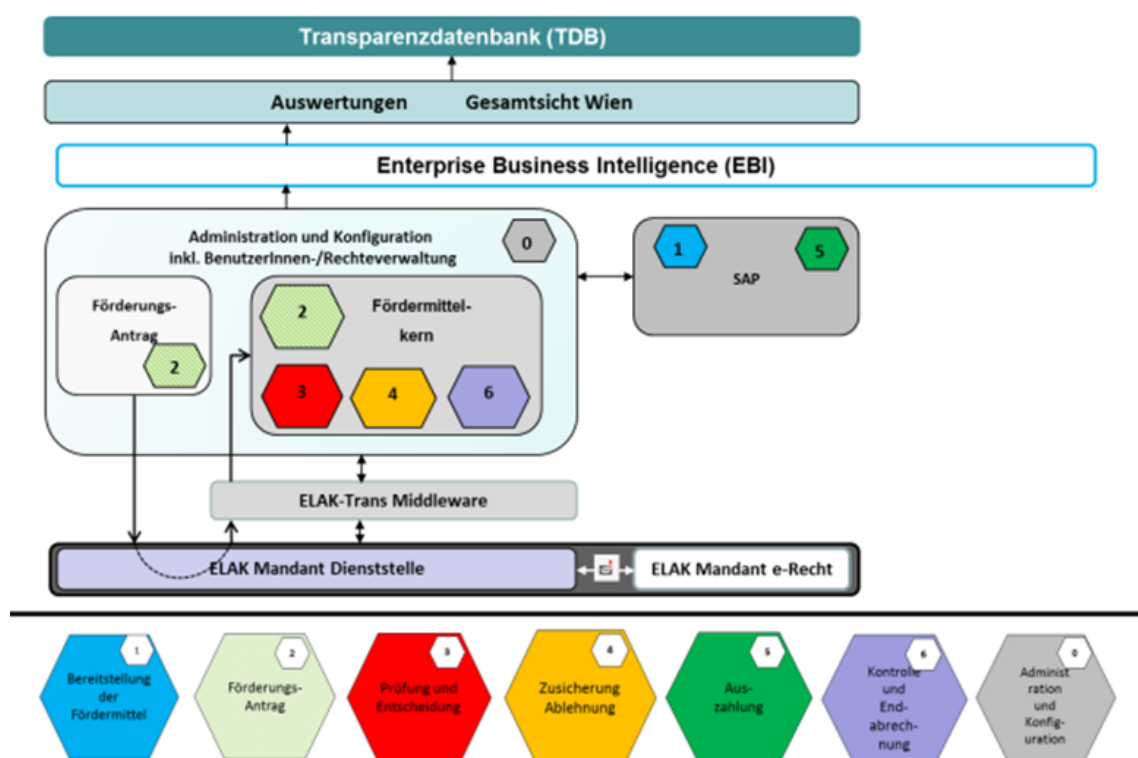 Transparenzdatenbank (TDB)
Auswertungen Gesamtsicht Wien
Enterprise Business Intelligence (EBI)
Administration und Konfiguration
inkl. BenutzerInnen-/Rechteverwaltung
0
1
5
SAP
Förderungs-
Antrag
2
2
Fördermittel-
kern
3
4
6
ELAK-Trans Middleware
ELAK Mandant Dienststelle
ELAK Mandant e-Recht
1
Bereitstellung
der
Fördermittel
2
Förderungs-
Antrag
3
Prüfung und
Entscheidung
4
Zusicherung
Ablehnung
5
Aus-
zahlung
6
Kontrolle
und
End-
abrech-
nung
0
Administ
ration
und
Konfig-
uration